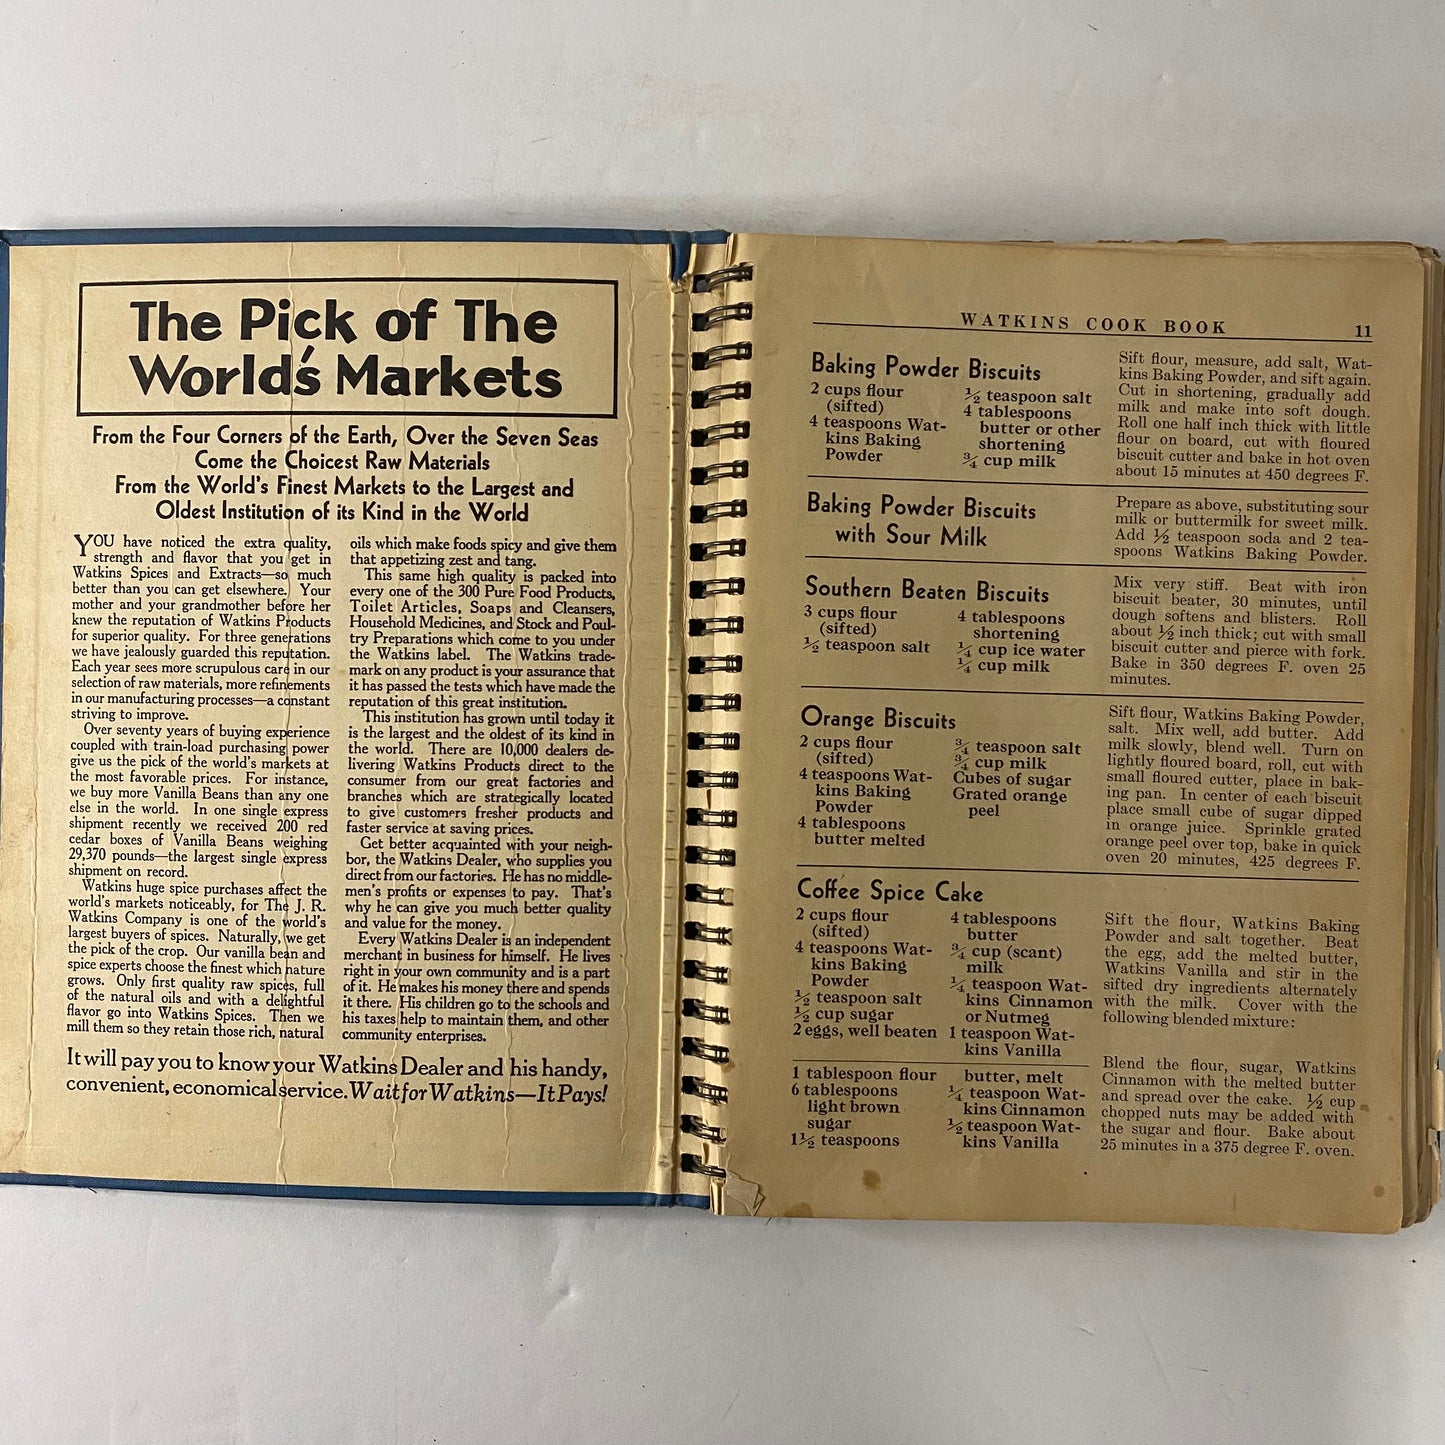 The Pick of The
World's Markets
From the Four Corners of the Earth, Over the Seven Seas
Come the Choicest Raw Materials
From the World's Finest Markets to the Largest and
Oldest Institution of its Kind in the World
YOU have noticed the extra quality,
strength and flavor that you get in
Watkins Spices and Extracts—so much
better than you can get elsewhere. Your
mother and your grandmother before her
knew the reputation of Watkins Products
for superior quality. For three generations
we have jealously guarded this reputation.
Each year sees more scrupulous care in our
selection of raw materials, more refinements
in our manufacturing processes—a constant
striving to improve.
Over seventy years of buying experience
coupled with train-load purchasing power
give us the pick of the world's markets at
the most favorable prices. For instance,
we buy more Vanilla Beans than any one
else in the world. In one single express
shipment recently we received 200 red
cedar boxes of Vanilla Beans weighing
29,370 pounds—the largest single express
shipment on record.
Watkins huge spice purchases affect the
world's markets noticeably, for The J. R.
Watkins Company is one of the world's
largest buyers of spices. Naturally, we get
the pick of the crop. Our vanilla bean and
spice experts choose the finest which nature
grows. Only first quality raw spices, full
of the natural oils and with a delightful
flavor go into Watkins Spices. Then we
mill them so they retain those rich, natural
oils which make foods spicy and give them
that appetizing zest and tang.
This same high quality is packed into
every one of the 300 Pure Food Products,
Toilet Articles, Soaps and Cleansers,
Household Medicines, and Stock and Poul-
try Preparations which come to you under
the Watkins label. The Watkins trade-
mark on any product is your assurance that
it has passed the tests which have made the
reputation of this great institution.
This institution has grown until today it
is the largest and the oldest of its kind in
the world. There are 10,000 dealers de-
livering Watkins Products direct to the
consumer from our great factories and
branches which are strategically located
to give customers fresher products and
faster service at saving prices.
Get better acquainted with your neigh-
bor, the Watkins Dealer, who supplies you
direct from our factories. He has no middle-
men's profits or expenses to pay. That's
why he can give you much better quality
and value for the money.
Every Watkins Dealer is an independent
merchant in business for himself. He lives
right in your own community and is a part
of it. He makes his money there and spends
it there. His children go to the schools and
his taxes help to maintain them, and other
community enterprises.
It will pay you to know your Watkins Dealer and his handy,
convenient, economical service. Wait for Watkins—It Pays!
WATKINS COOK BOOK 11
Baking Powder Biscuits
2 cups flour
(sifted)
4 teaspoons Wat-
kins Baking
Powder
½ teaspoon salt
4 tablespoons
butter or other
shortening
¾ cup milk
Sift flour, measure, add salt, Wat-
kins Baking Powder, and sift again.
Cut in shortening, gradually add
milk and make into soft dough.
Roll one half inch thick with little
flour on board, cut with floured
biscuit cutter and bake in hot oven
about 15 minutes at 450 degrees F.
Baking Powder Biscuits
with Sour Milk
Prepare as above, substituting sour
milk or buttermilk for sweet milk.
Add ½ teaspoon soda and 2 tea-
spoons Watkins Baking Powder.
Southern Beaten Biscuits
3 cups flour
(sifted)
½ teaspoon salt
4 tablespoons
shortening
¼ cup ice water
¼ cup milk
Mix very stiff. Beat with iron
biscuit beater, 30 minutes, until
dough softens and blisters. Roll
about ½ inch thick; cut with small
biscuit cutter and pierce with fork.
Bake in 350 degrees F. oven 25
minutes.
Orange Biscuits
2 cups flour
(sifted)
4 teaspoons Wat-
kins Baking
Powder
4 tablespoons
butter melted
¾ teaspoon salt
¾ cup milk
Cubes of sugar
Grated orange
peel
Sift flour, Watkins Baking Powder,
salt. Mix well, add butter. Add
milk slowly, blend well. Turn on
lightly floured board, roll, cut with
small floured cutter, place in bak-
ing pan. In center of each biscuit
place small cube of sugar dipped
in orange juice. Sprinkle grated
orange peel over top, bake in quick
oven 20 minutes, 425 degrees F.
Coffee Spice Cake
2 cups flour
(sifted)
4 teaspoons Wat-
kins Baking
Powder
½ teaspoon salt
½ cup sugar
2 eggs, well beaten
4 tablespoons
butter
¾ cup (scant)
milk
¼ teaspoon Wat-
kins Cinnamon
or Nutmeg
1 teaspoon Wat-
kins Vanilla
Sift the flour, Watkins Baking
Powder and salt together. Beat
the egg, add the melted butter,
Watkins Vanilla and stir in the
sifted dry ingredients alternately
with the milk. Cover with the
following blended mixture:
1 tablespoon flour
6 tablespoons
light brown
sugar
1½ teaspoons
butter, melt
¼ teaspoon Wat-
kins Cinnamon
½ teaspoon Wat-
kins Vanilla
Blend the flour, sugar, Watkins
Cinnamon with the melted butter
and spread over the cake. ½ cup
chopped nuts may be added with
the sugar and flour. Bake about
25 minutes in a 375 degree F. oven.